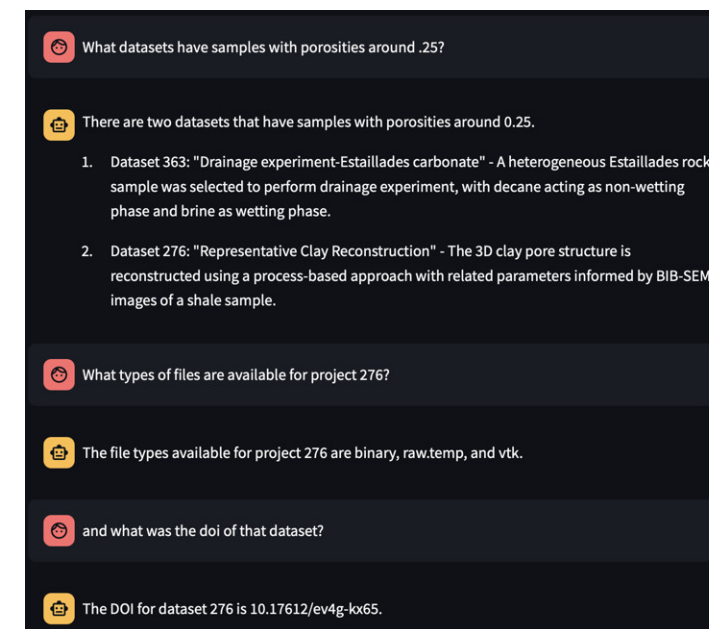 What datasets have samples with porosities around .25?
There are two datasets that have samples with porosities around 0.25.
1. Dataset 363: "Drainage experiment-Estaillades carbonate" - A heterogeneous Estaillades rock
sample was selected to perform drainage experiment, with decane acting as non-wetting
phase and brine as wetting phase.
2. Dataset 276: "Representative Clay Reconstruction" - The 3D clay pore structure is
reconstructed using a process-based approach with related parameters informed by BIB-SEM
images of a shale sample.
What types of files are available for project 276?
The file types available for project 276 are binary, raw.temp, and vtk.
and what was the doi of that dataset?
The DOI for dataset 276 is 10.17612/ev4g-kx65.